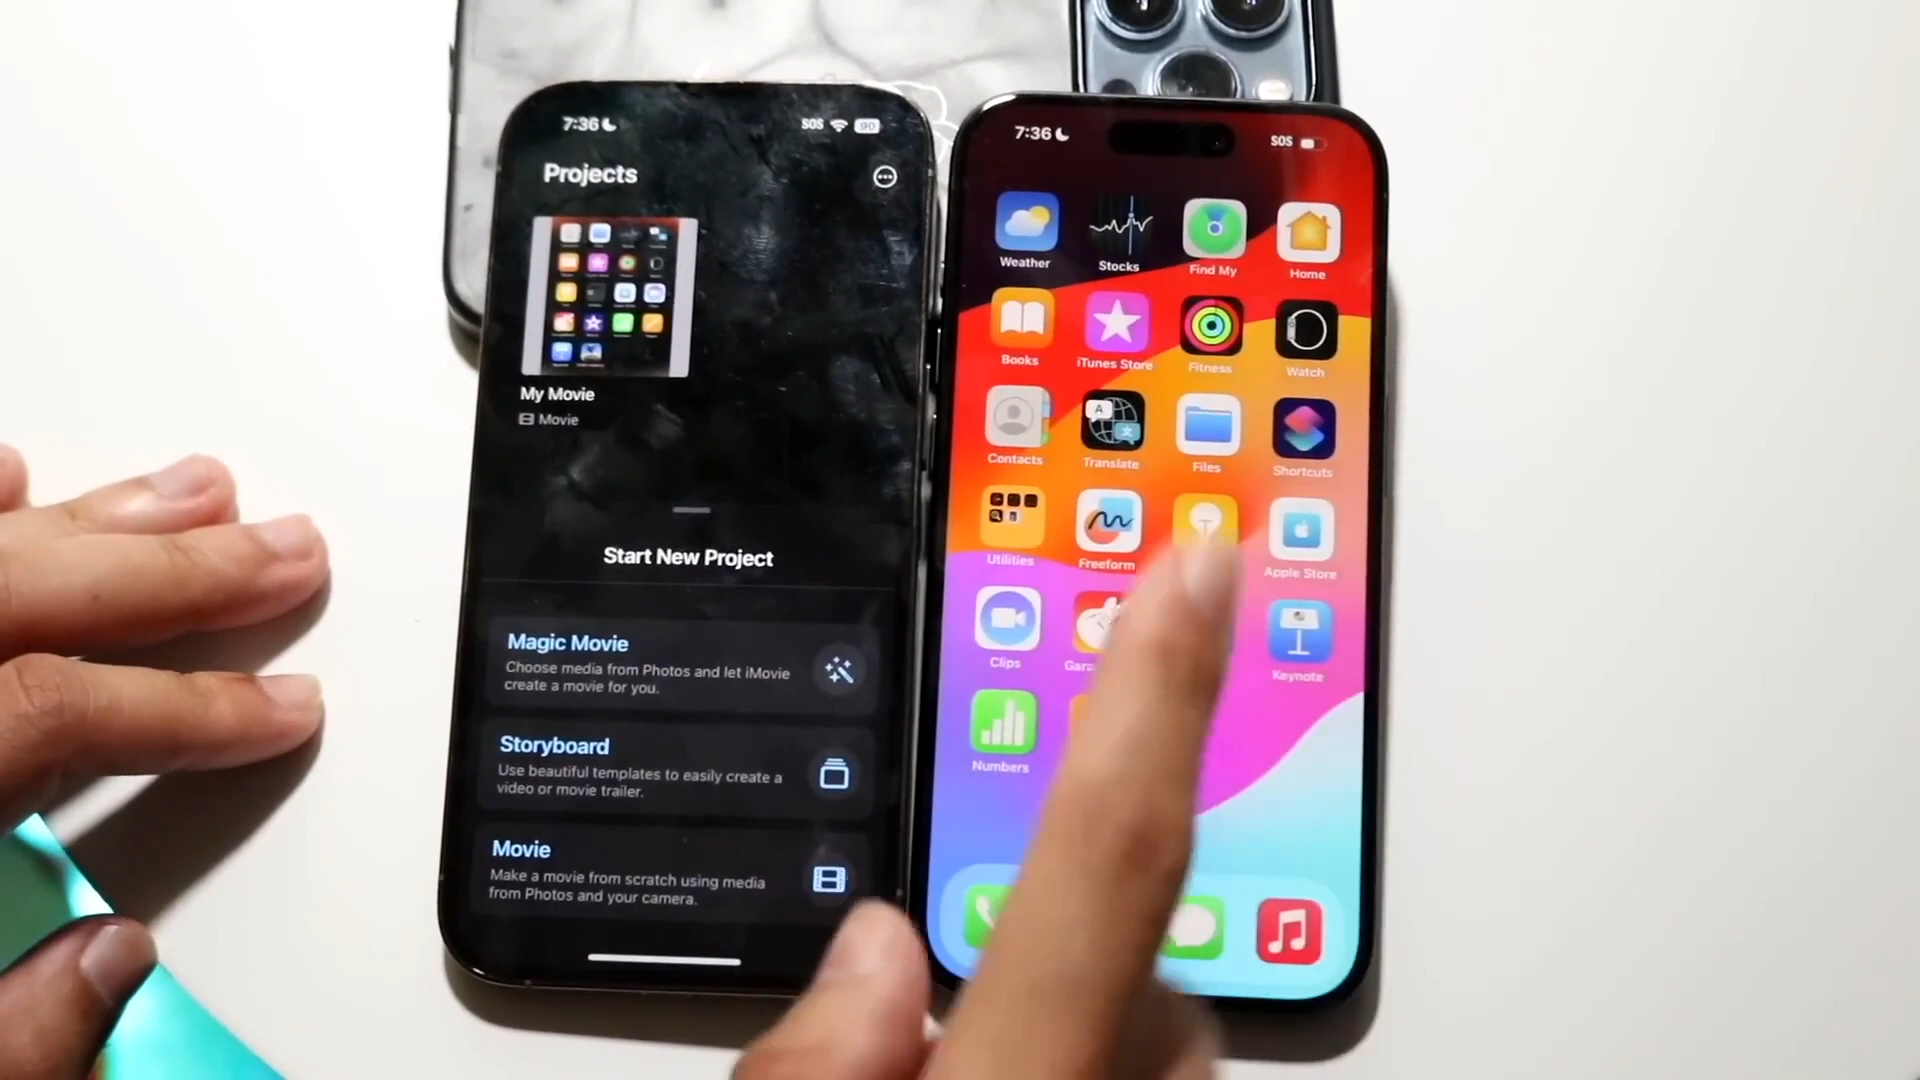 7:36
SOS
90
Projects
My Movie
Movie
Start New Project
Magic Movie
Choose media from Photos and let iMovie
create a movie for you.
Storyboard
Use beautiful templates to easily create a
video or movie trailer.
Movie
Make a movie from scratch using media
from Photos and your camera.
7:36
SOS
Weather
Stocks
Find My
Home
Books
iTunes Store
Fitness
Watch
Contacts
Translate
Files
Shortcuts
Utilities
Freeform
Apple Store
Clips
Keynote
Numbers